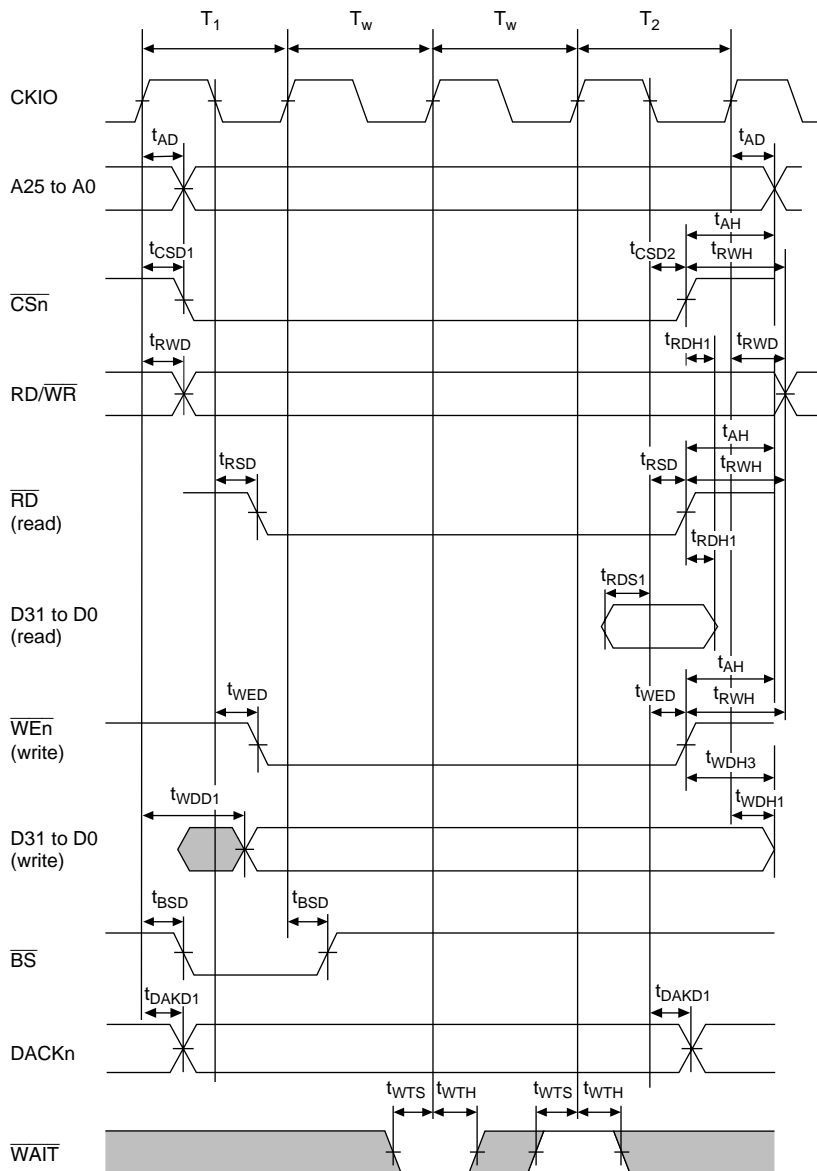 T1 Tw Tw T2
CKIO
tAD tAD
A25 to A0
tAH
tCSD1 tCSD2 tRWH
CSn
tRDH1
tRWD tRWD
RD/WR
tAH
tRSD tRSD tRWH
RD
(read)
tRDH1
tRDS1
D31 to D0
(read)
tAH
tWED tWED tRWH
WEn
(write)
tWDH3
tWDD1 tWDH1
D31 to D0
(write)
tBSD tBSD
BS
tDAKD1 tDAKD1
DACKn
tWTS tWTH tWTS tWTH
WAIT